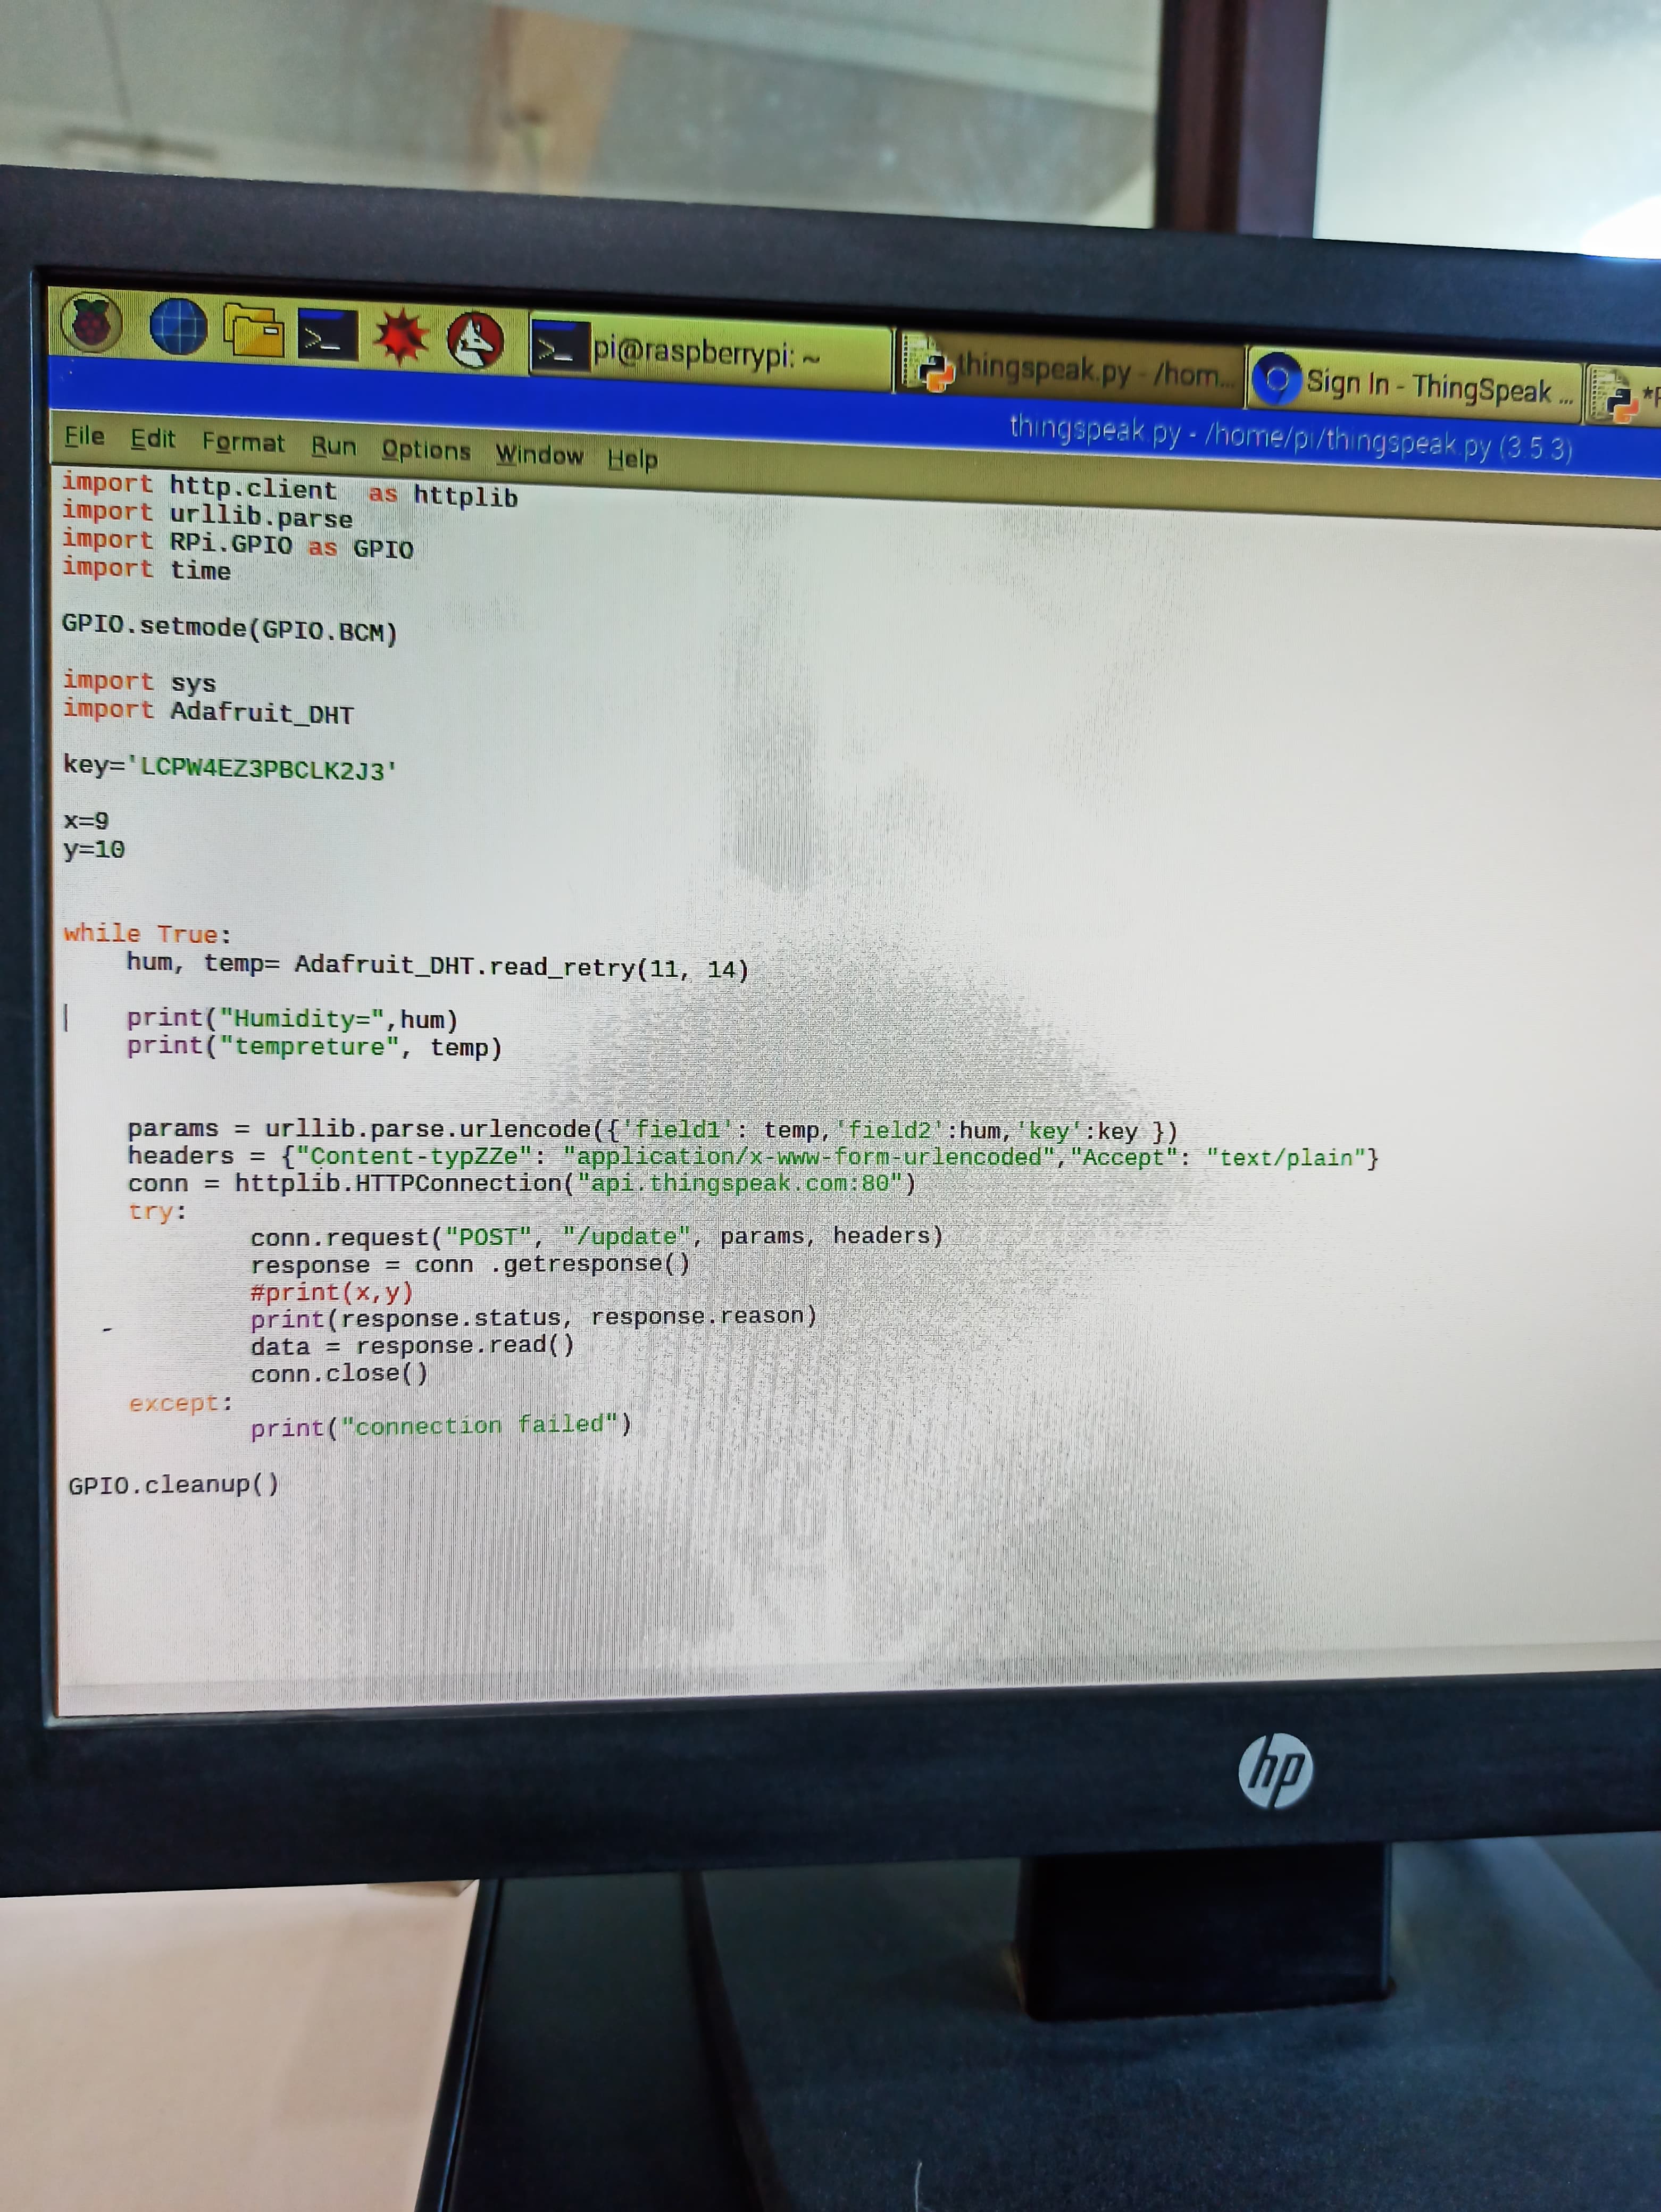 pi@raspberrypi: ~
thingspeak.py - /hom...
Sign In - ThingSpeak ...
thingspeak.py - /home/pi/thingspeak.py (3.5.3)
File Edit Format Run Options Window Help
import http.client  as httplib
import urllib.parse
import RPi.GPIO as GPIO
import time
GPIO.setmode(GPIO.BCM)
import sys
import Adafruit_DHT
key='LCPW4EZ3PBCLK2J3'
x=9
y=10
while True:
    hum, temp= Adafruit_DHT.read_retry(11, 14)
    print("Humidity=",hum)
    print("tempreture", temp)
    params = urllib.parse.urlencode({'field1': temp,'field2':hum,'key':key })
    headers = {"Content-typZZe": "application/x-www-form-urlencoded","Accept": "text/plain"}
    conn = httplib.HTTPConnection("api.thingspeak.com:80")
    try:
            conn.request("POST", "/update", params, headers)
            response = conn .getresponse()
            #print(x,y)
            print(response.status, response.reason)
            data = response.read()
            conn.close()
    except:
            print("connection failed")
GPIO.cleanup()
hp